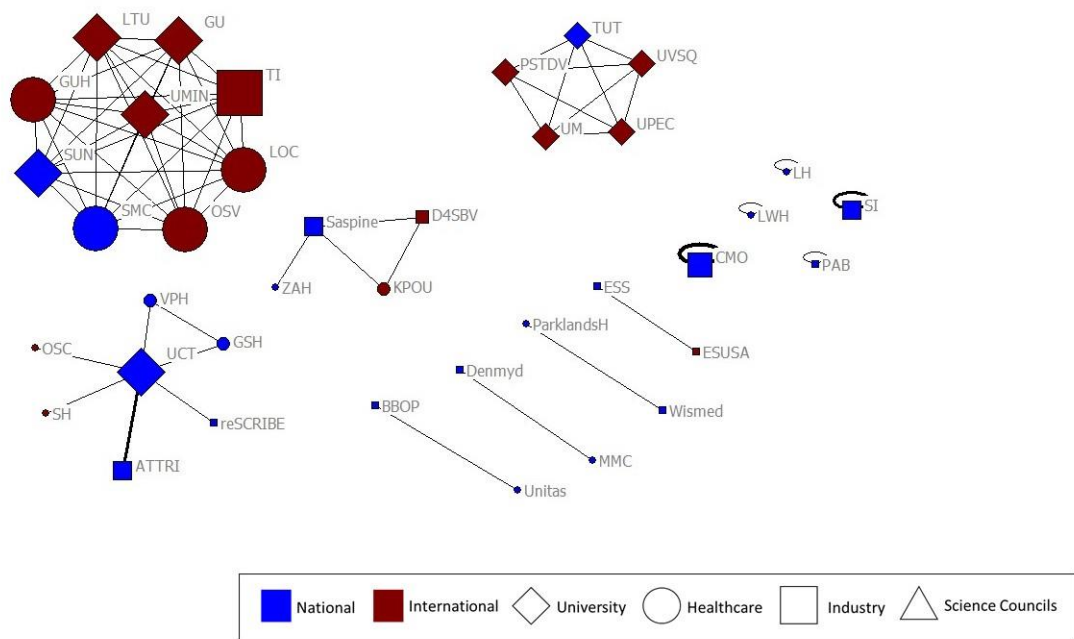 LTU
GU
TUT
UVSQ
PSTDV
GUH
TI
UMIN
UM
UPEC
SUN
LOC
LH
SMC
OSV
Saspine
D4SBV
LWH
SI
CMO
PAB
ZAH
KPOU
ESS
VPH
ParklandsH
OSC
UCT
GSH
ESUSA
Denmyd
SH
reSCRIBE
BBOP
Wismed
ATTRI
MMC
Unitas
National International University Healthcare Industry Science Councils